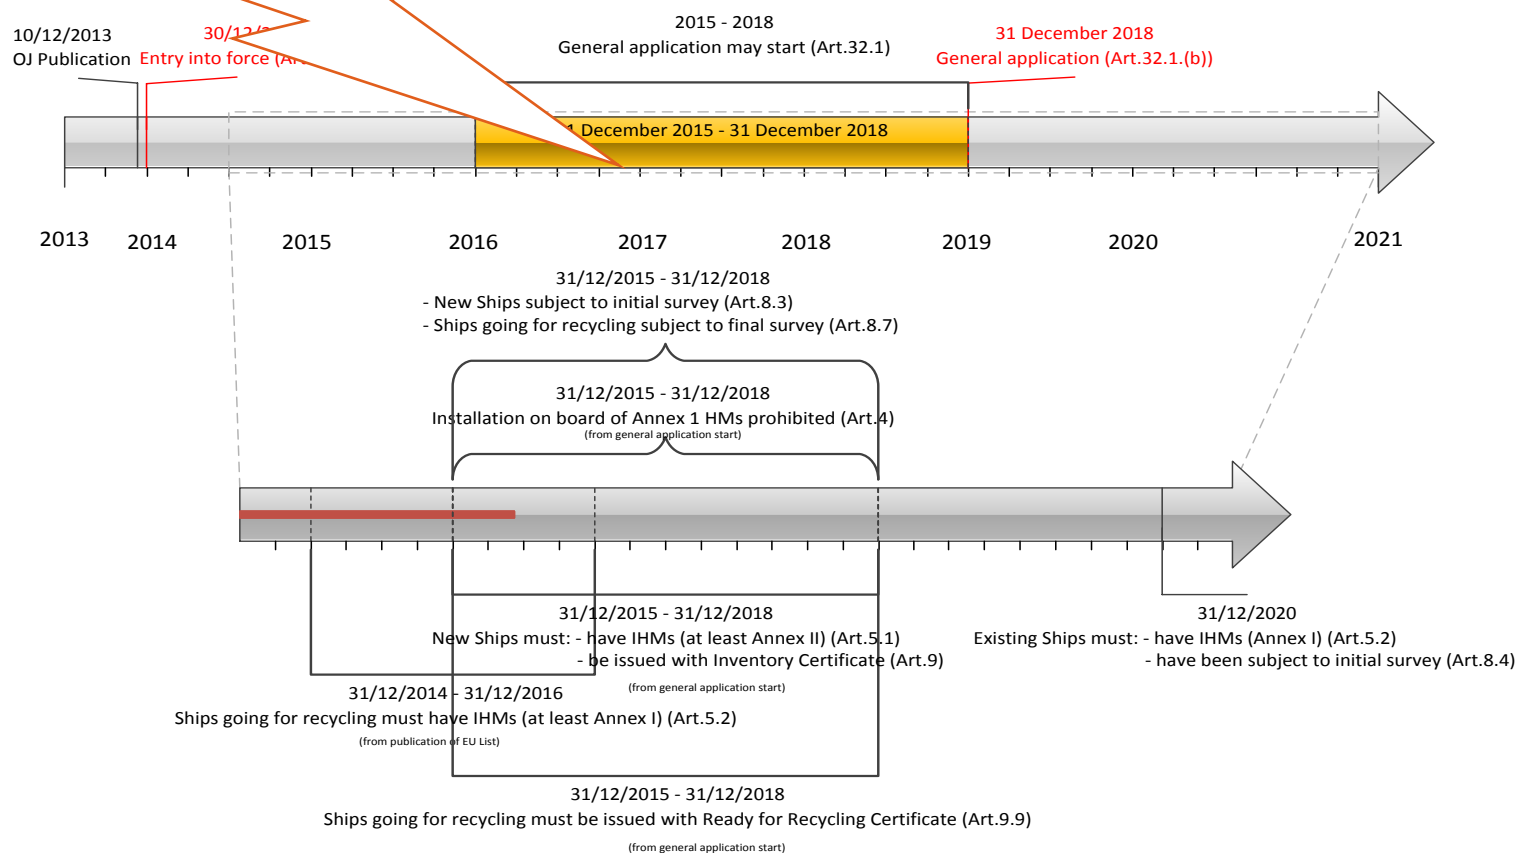 2015 - 2018
General application may start (Art.32.1)
10/12/2013
OJ Publication
30/12/
Entry into force
31 December 2018
General application (Art.32.1.(b))
December 2015 - 31 December 2018
2013
2014
2015
2016
2017
2018
2019
2020
2021
31/12/2015 - 31/12/2018
- New Ships subject to initial survey (Art.8.3)
- Ships going for recycling subject to final survey (Art.8.7)
31/12/2015 - 31/12/2018
Installation on board of Annex 1 HMs prohibited (Art.4)
(from general application start)
31/12/2015 - 31/12/2018
New Ships must: - have IHMs (at least Annex II) (Art.5.1)
- be issued with Inventory Certificate (Art.9)
(from general application start)
31/12/2020
Existing Ships must: - have IHMs (Annex I) (Art.5.2)
- have been subject to initial survey (Art.8.4)
31/12/2014 - 31/12/2016
Ships going for recycling must have IHMs (at least Annex I) (Art.5.2)
(from publication of EU List)
31/12/2015 - 31/12/2018
Ships going for recycling must be issued with Ready for Recycling Certificate (Art.9.9)
(from general application start)